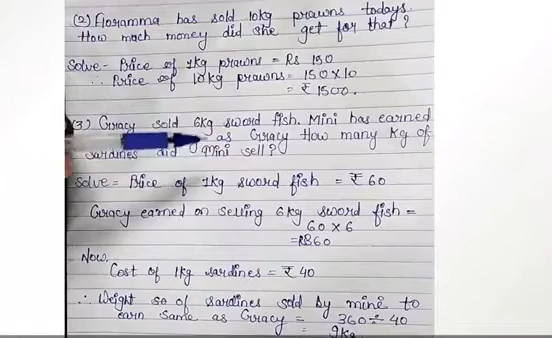 (2) Floramma has sold 10kg prawns todays.
How much money did she get for that ?
Solve - Price of 1kg prawns = Rs 150
∴ Price of 10kg prawns = 150 × 10
= ₹ 1500.
(3) Gracy sold 6kg sword fish. Mini has earned
as Gracy How many Kg of
sardines did mini sell?
Solve = Price of 1kg sword fish = ₹ 60
Gracy earned on selling 6kg sword fish =
60 × 6
= Rs360
Now,
Cost of 1kg sardines = ₹ 40
∴ Weight so of sardines sold by mine to
earn same as Gracy = 360 ÷ 40
= 9kg